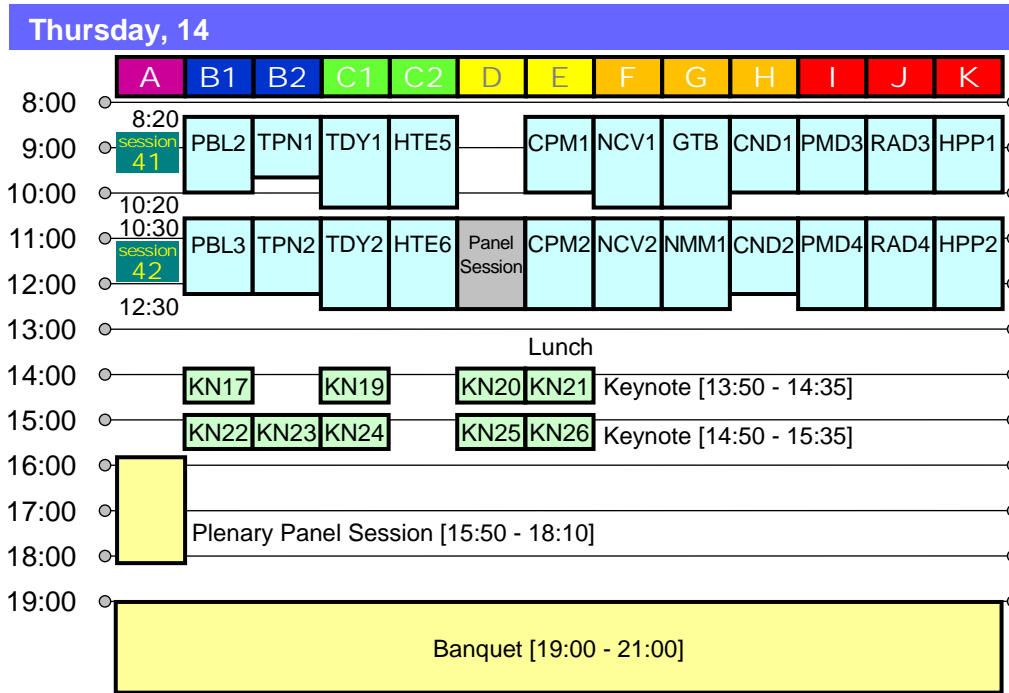 Thursday, 14
A B1 B2 C1 C2 D E F G H I J K
8:00
8:20
9:00
session
41
PBL2 TPN1 TDY1 HTE5 CPM1 NCV1 GTB CND1 PMD3 RAD3 HPP1
10:00
10:20
10:30
11:00
session
42
PBL3 TPN2 TDY2 HTE6 Panel
Session
CPM2 NCV2 NMM1 CND2 PMD4 RAD4 HPP2
12:00
12:30
13:00
Lunch
14:00
KN17 KN19 KN20 KN21 Keynote [13:50 - 14:35]
15:00
KN22 KN23 KN24 KN25 KN26 Keynote [14:50 - 15:35]
16:00
17:00
Plenary Panel Session [15:50 - 18:10]
18:00
19:00
Banquet [19:00 - 21:00]